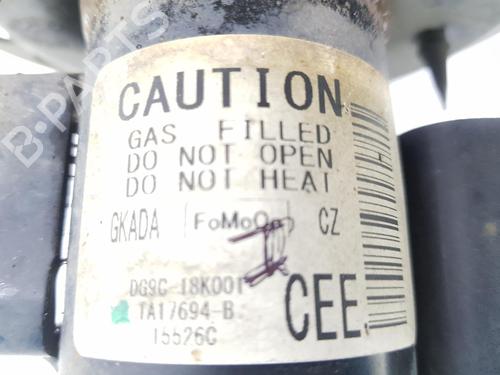 CAUTION
GAS FILLED
DO NOT OPEN
DO NOT HEAT
GKADA FoMoCo CZ
DG9C 18K001
TA17694-B
15526C
CEE
B-PARTS